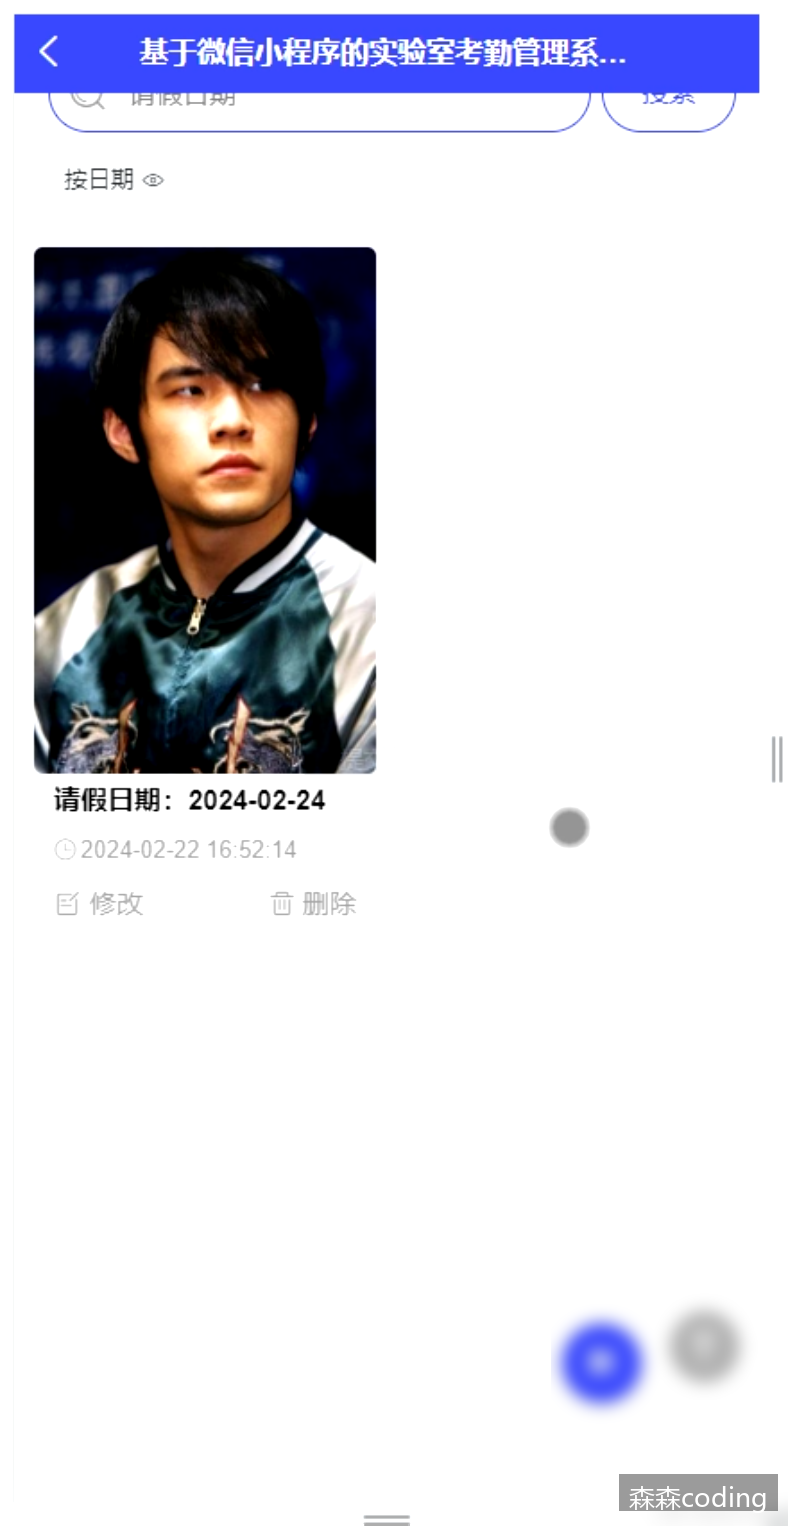 基于微信小程序的实验室考勤管理系...
请假日期
搜索
按日期
请假日期：2024-02-24
2024-02-22 16:52:14
修改
删除
森森coding